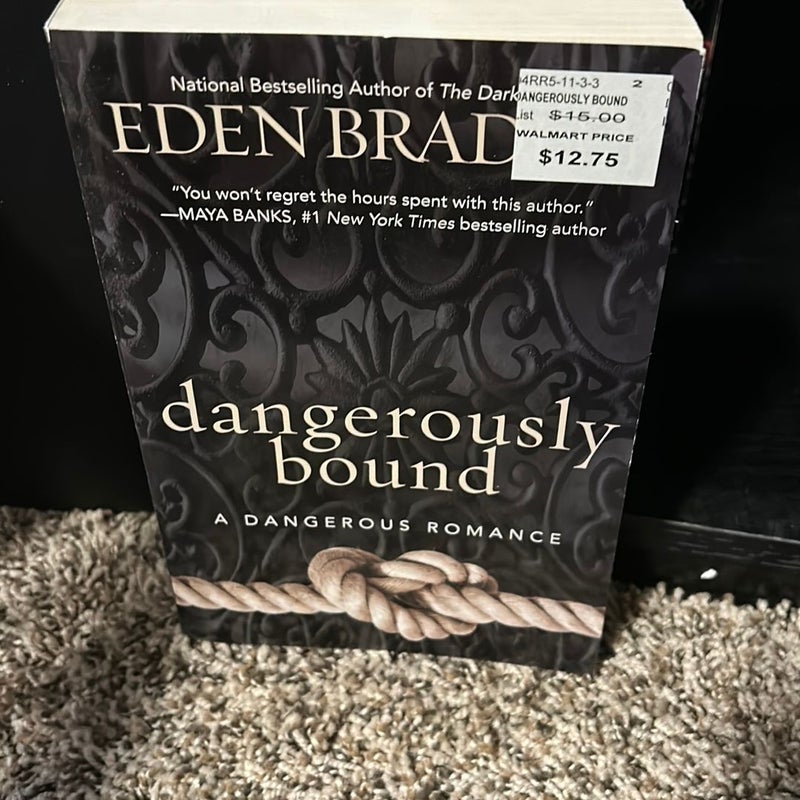 National Bestselling Author of The Dark
EDEN BRAD
"You won't regret the hours spent with this author."
—MAYA BANKS, #1 New York Times bestselling author
dangerously
bound
A DANGEROUS ROMANCE
4RR5-11-3-3 2
DANGEROUSLY BOUND
List $15.00
WALMART PRICE
$12.75